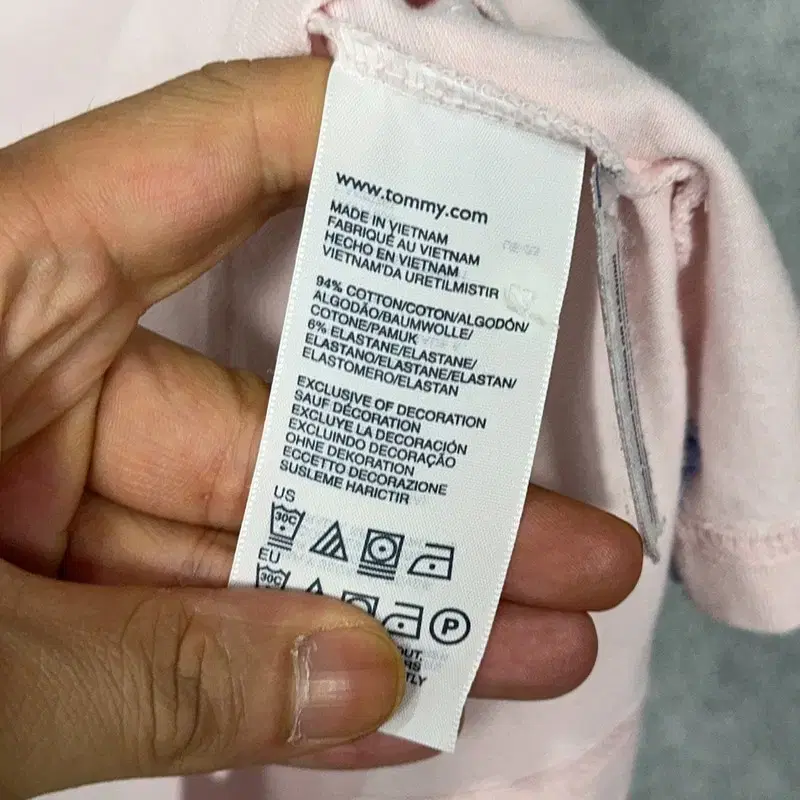 www.tommy.com
MADE IN VIETNAM
FABRIQUÉ AU VIETNAM
HECHO EN VIETNAM
VIETNAM'DA URETILMISTIR
94% COTTON/COTON/ALGODÓN/
ALGODÃO/BAUMWOLLE/
COTONE/PAMUK
6% ELASTANE/ELASTANE/
ELASTANO/ELASTANE/ELASTAN/
ELASTOMERO/ELASTAN
EXCLUSIVE OF DECORATION
SAUF DÉCORATION
EXCLUYE LA DECORACIÓN
EXCLUINDO DECORAÇÃO
OHNE DEKORATION
ECCETTO DECORAZIONE
SUSLEME HARICTIR
US
30C
EU
30C
P